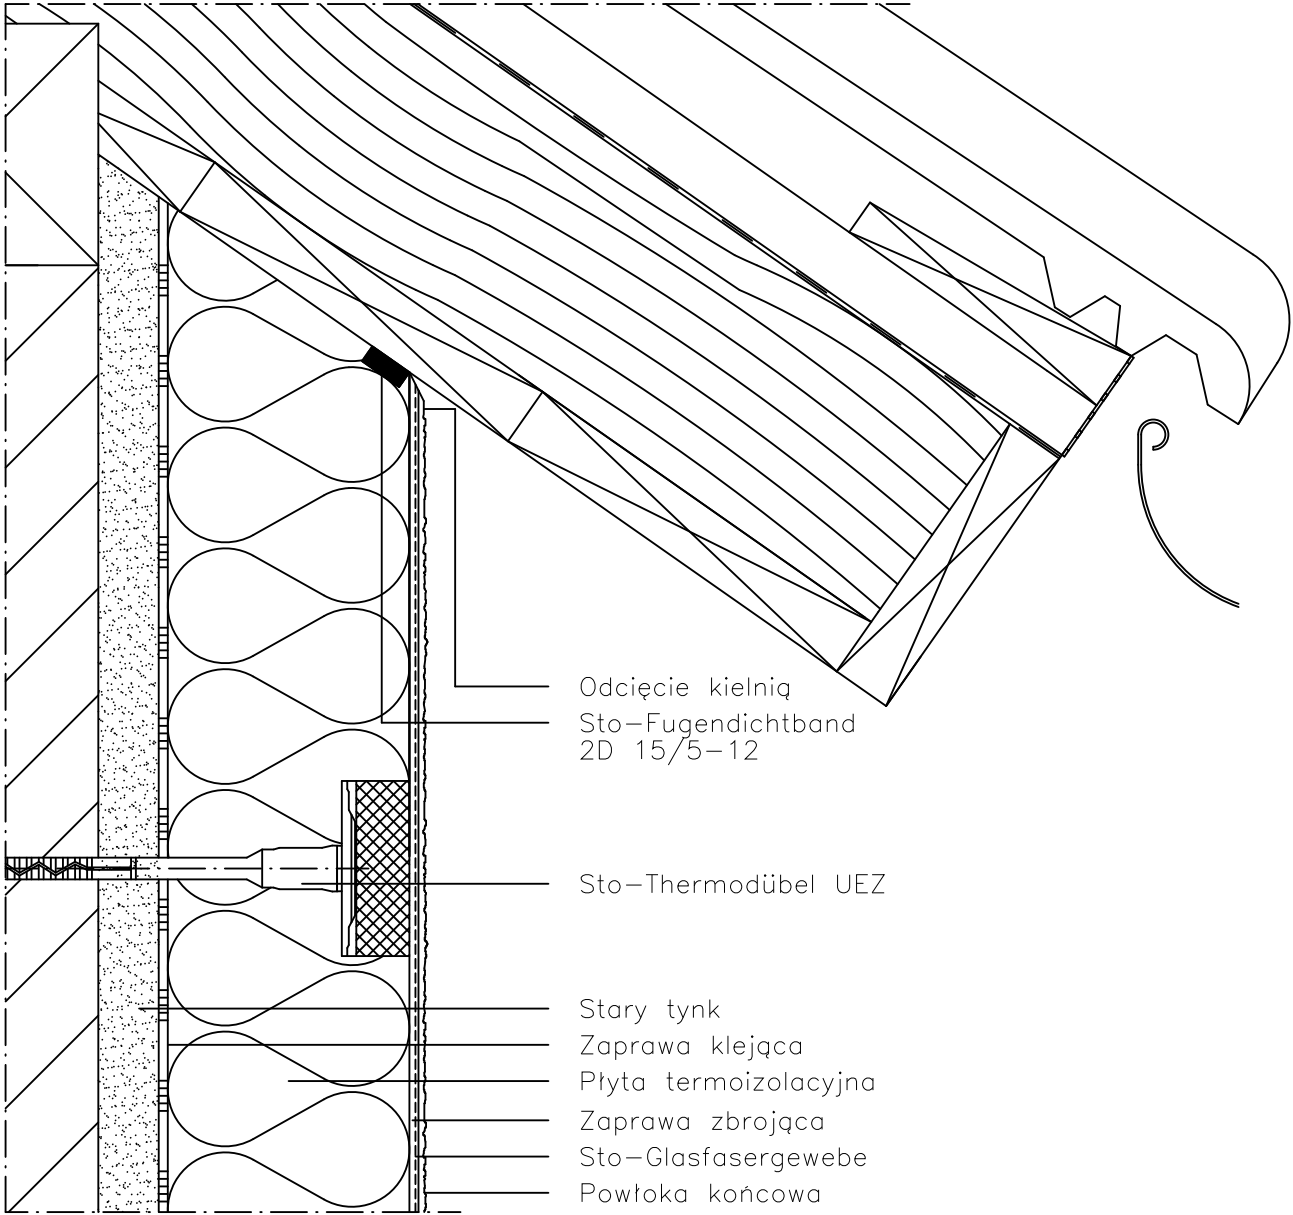 Odcięcie kielnią
Sto-Fugendichtband
2D 15/5-12
Sto-Thermodübel UEZ
Stary tynk
Zaprawa klejąca
Płyta termoizolacyjna
Zaprawa zbrojąca
Sto-Glasfasergewebe
Powłoka końcowa